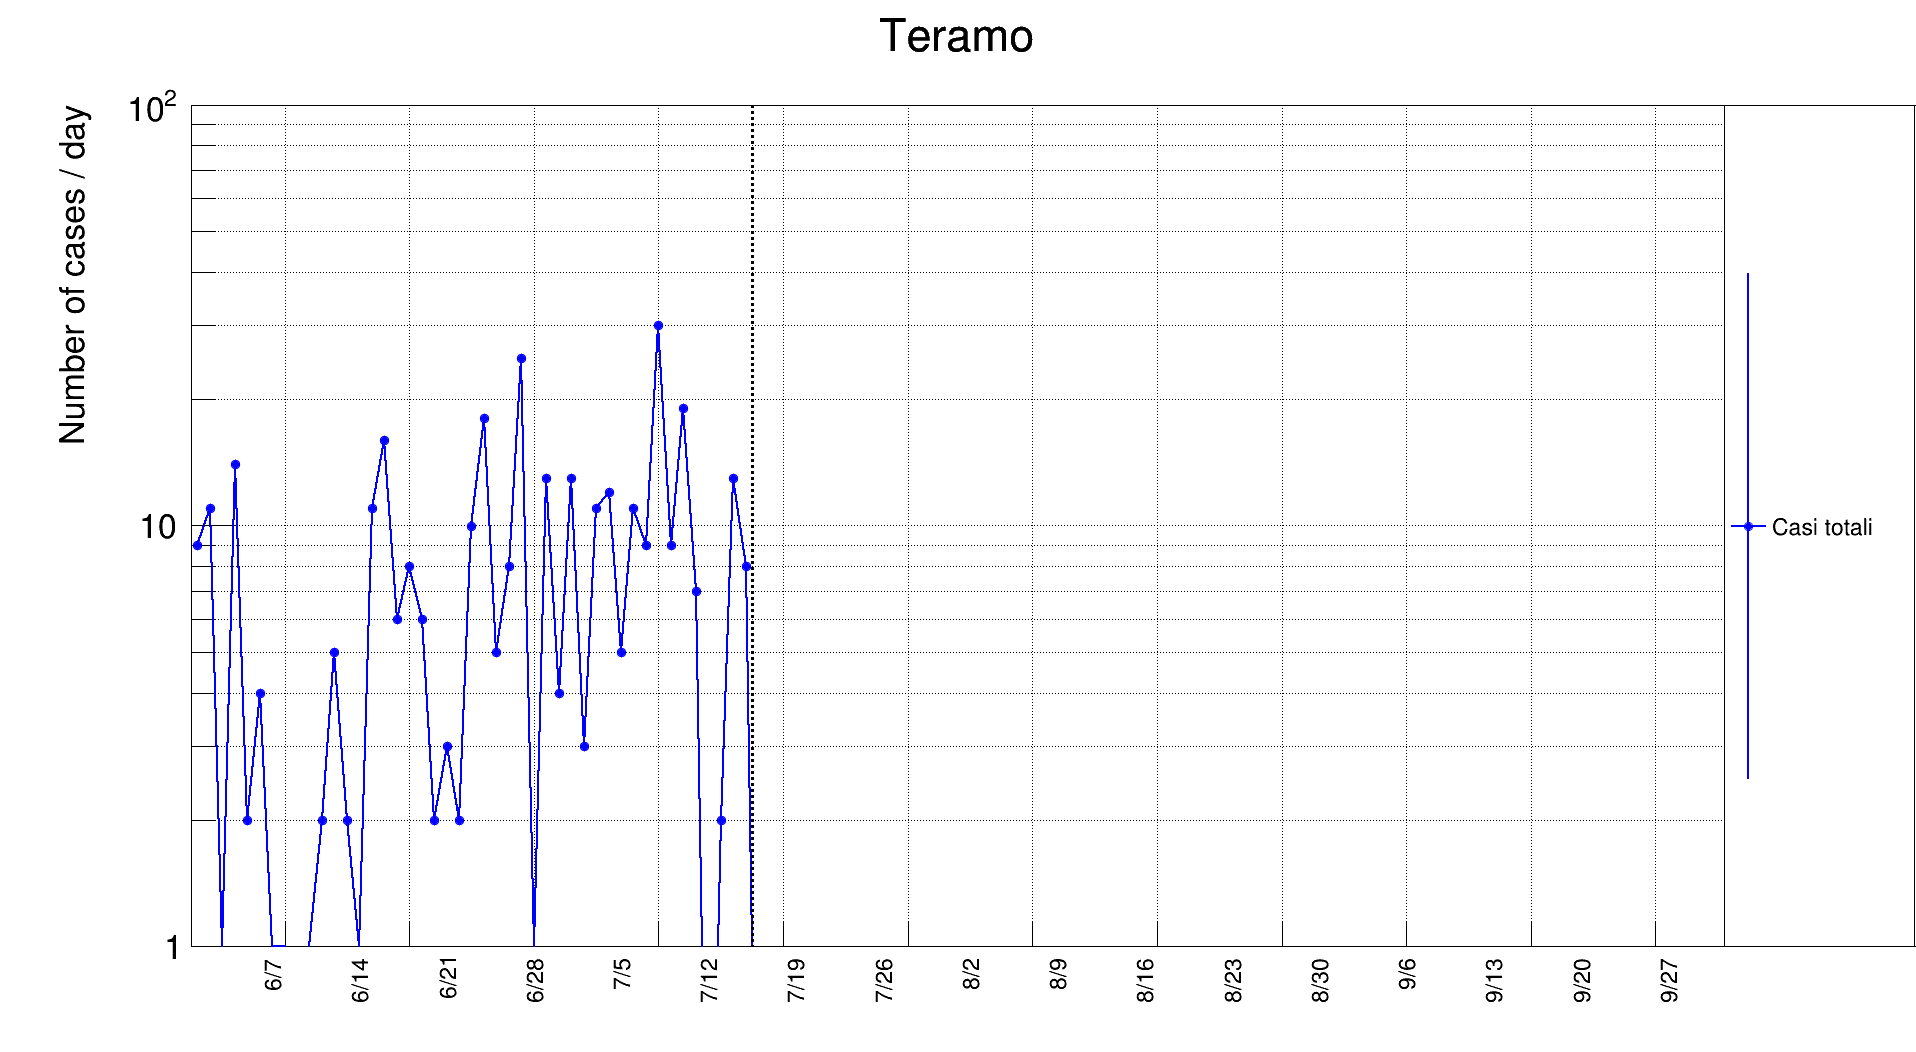 Teramo
Number of cases / day
10²
10
1
6/7 6/14 6/21 6/28 7/5 7/12 7/19 7/26 8/2 8/9 8/16 8/23 8/30 9/6 9/13 9/20 9/27
Casi totali